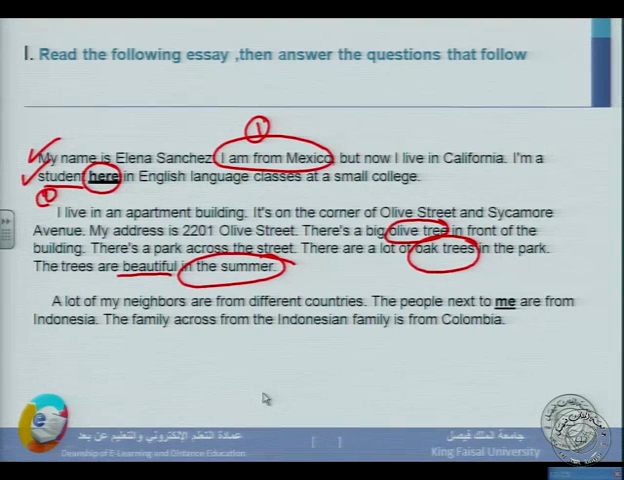 I. Read the following essay ,then answer the questions that follow
1
My name is Elena Sanchez. I am from Mexico, but now I live in California. I'm a
student here in English language classes at a small college.
I live in an apartment building. It's on the corner of Olive Street and Sycamore
Avenue. My address is 2201 Olive Street. There's a big olive tree in front of the
building. There's a park across the street. There are a lot of oak trees in the park.
The trees are beautiful in the summer.
A lot of my neighbors are from different countries. The people next to me are from
Indonesia. The family across from the Indonesian family is from Colombia.
e
عمادة التعلم الإلكتروني والتعليم عن بعد
Deanship of E-Learning and Distance Education
[ ]
جامعة الملك فيصل
King Faisal University